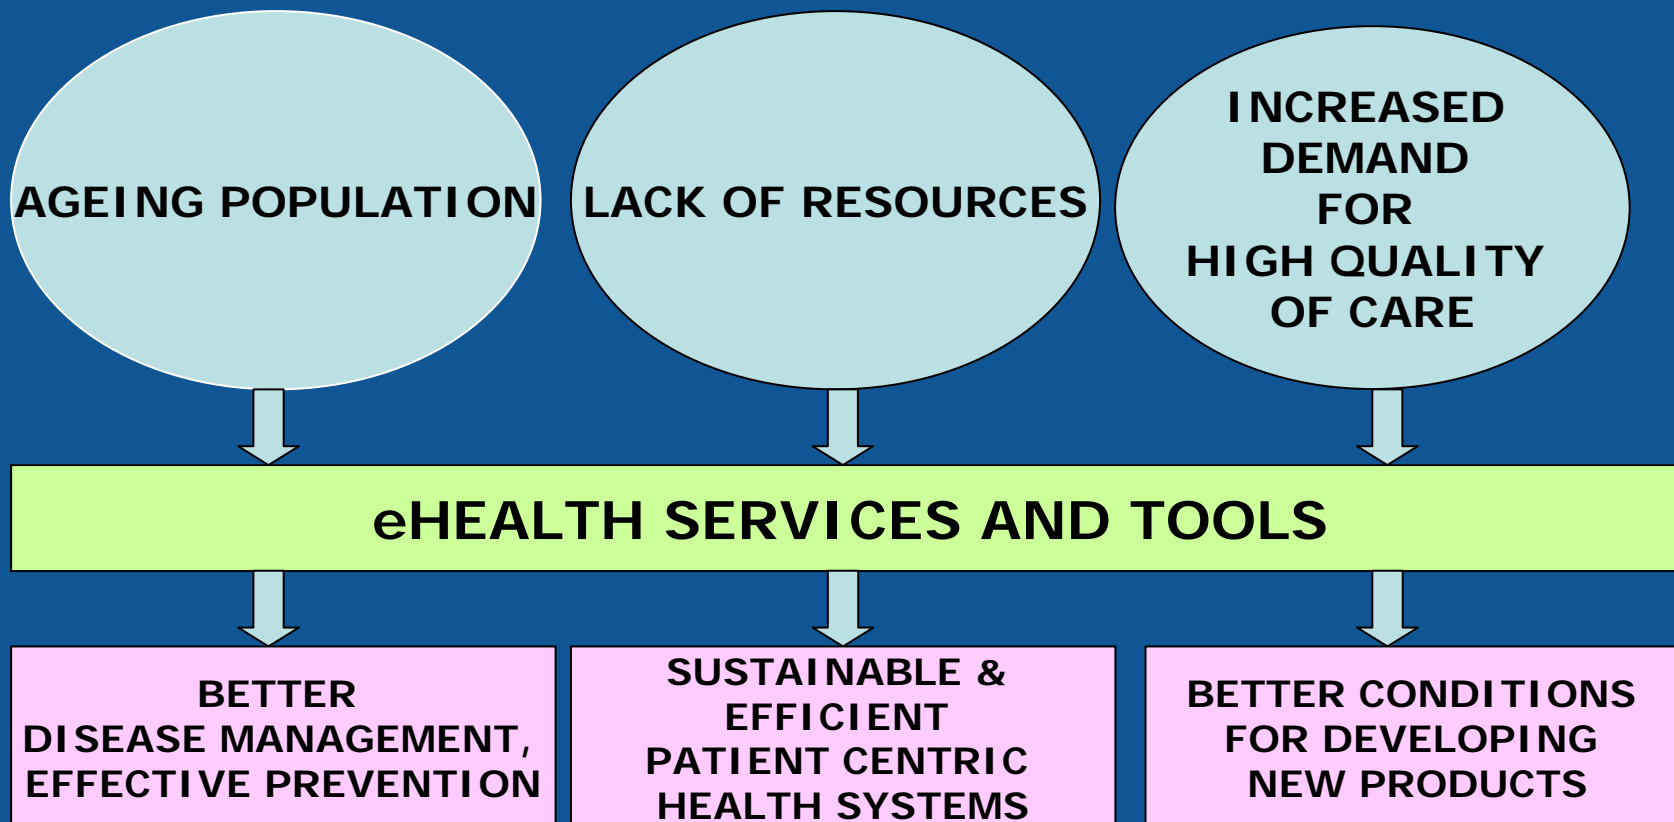 AGEING POPULATION
LACK OF RESOURCES
INCREASED
DEMAND
FOR
HIGH QUALITY
OF CARE
eHEALTH SERVICES AND TOOLS
BETTER
DISEASE MANAGEMENT,
EFFECTIVE PREVENTION
SUSTAINABLE &
EFFICIENT
PATIENT CENTRIC
HEALTH SYSTEMS
BETTER CONDITIONS
FOR DEVELOPING
NEW PRODUCTS